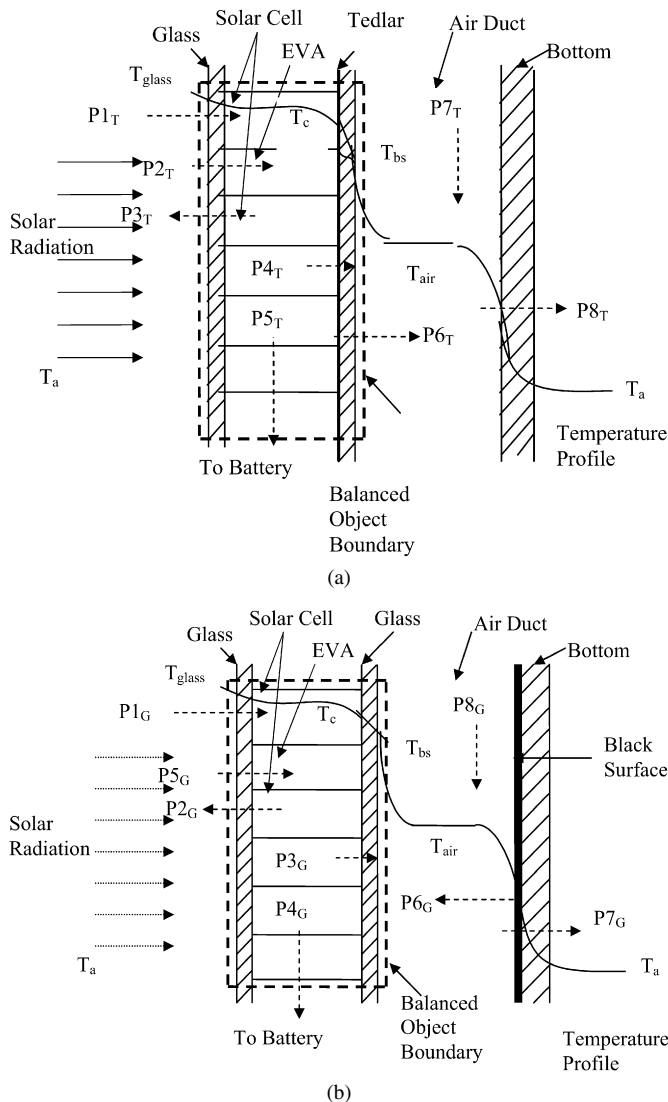 Solar Cell
Glass
Tedlar
Air Duct
EVA
Bottom
Tglass
P1T
Tc
P7T
P2T
Tbs
P3T
Solar
Radiation
P4T
Tair
P5T
P8T
P6T
Ta
Ta
To Battery
Temperature
Profile
Balanced
Object
Boundary
(a)
Solar Cell
Glass
Glass
Air Duct
EVA
Bottom
Tglass
P1G
Tc
P8G
Tbs
Black
Surface
P5G
P2G
Solar
Radiation
Tair
P3G
P6G
P4G
P7G
Ta
Ta
Balanced
Object
Boundary
To Battery
Temperature
Profile
(b)